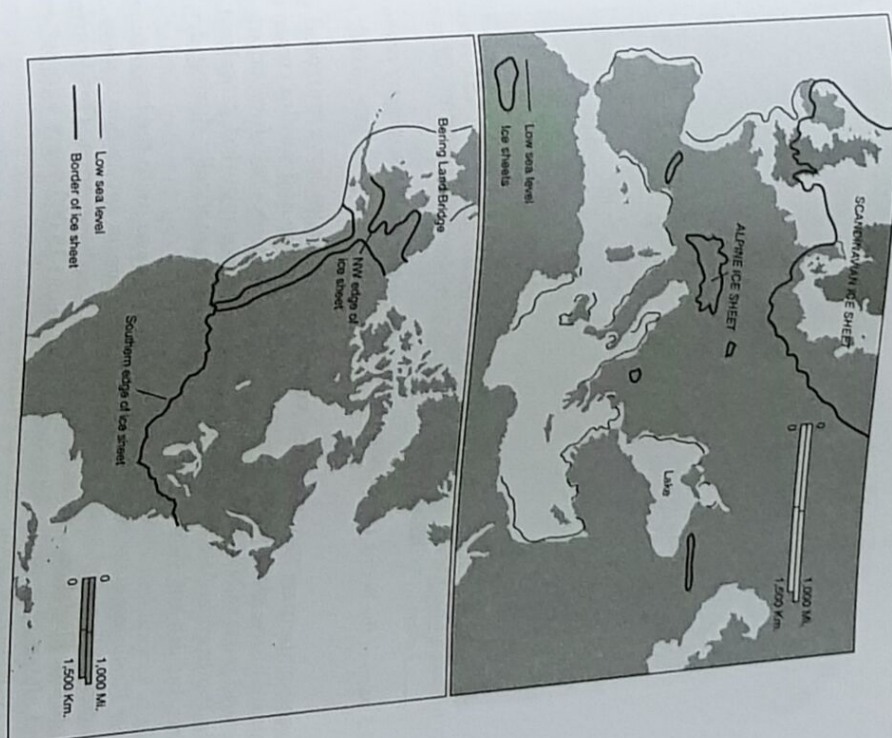 SCANDINAVIAN ICE SHEET
ALPINE ICE SHEET
Lake
0 1,000 Mi.
0 1,500 Km.
Low sea level
Ice sheets
Bering Land Bridge
NW edge of
ice sheet
Southern edge of ice sheet
Low sea level
Border of ice sheet
0 1,000 Mi.
0 1,500 Km.